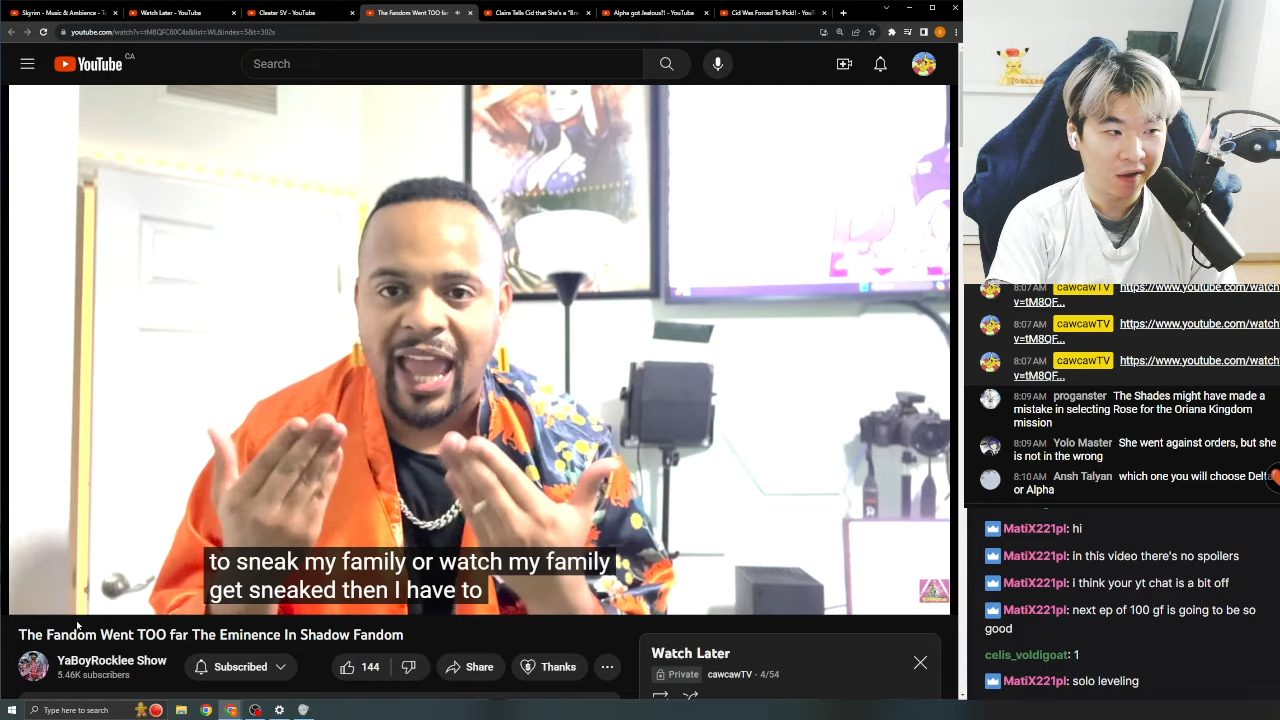 Skyrim - Music & Ambience - T
Watch Later - YouTube
Cleater SV - YouTube
The Fandom Went TOO far
Claire Tells Cid that She's a "Bro
Alpha got Jealous?! - YouTube
Cid Was Forced To Pick!! - YouT
youtube.com/watch?v=tM8QFC80C4s&list=WL&index=5&t=302s
YouTube CA
Search
to sneak my family or watch my family
get sneaked then I have to
The Fandom Went TOO far The Eminence In Shadow Fandom
YaBoyRocklee Show
5.46K subscribers
Subscribed
144
Share
Thanks
Watch Later
Private cawcawTV - 4/54
8:07 AM cawcawTV https://www.youtube.com/watch?
v=tM8QF...
8:07 AM cawcawTV https://www.youtube.com/watch?
v=tM8QF...
8:07 AM cawcawTV https://www.youtube.com/watch?
v=tM8QF...
8:09 AM proganster The Shades might have made a
mistake in selecting Rose for the Oriana Kingdom
mission
8:09 AM Yolo Master She went against orders, but she
is not in the wrong
8:10 AM Ansh Talyan which one you will choose Delta
or Alpha
MatiX221pl: hi
MatiX221pl: in this video there's no spoilers
MatiX221pl: i think your yt chat is a bit off
MatiX221pl: next ep of 100 gf is going to be so
good
celis_voldigoat: 1
MatiX221pl: solo leveling
Type here to search